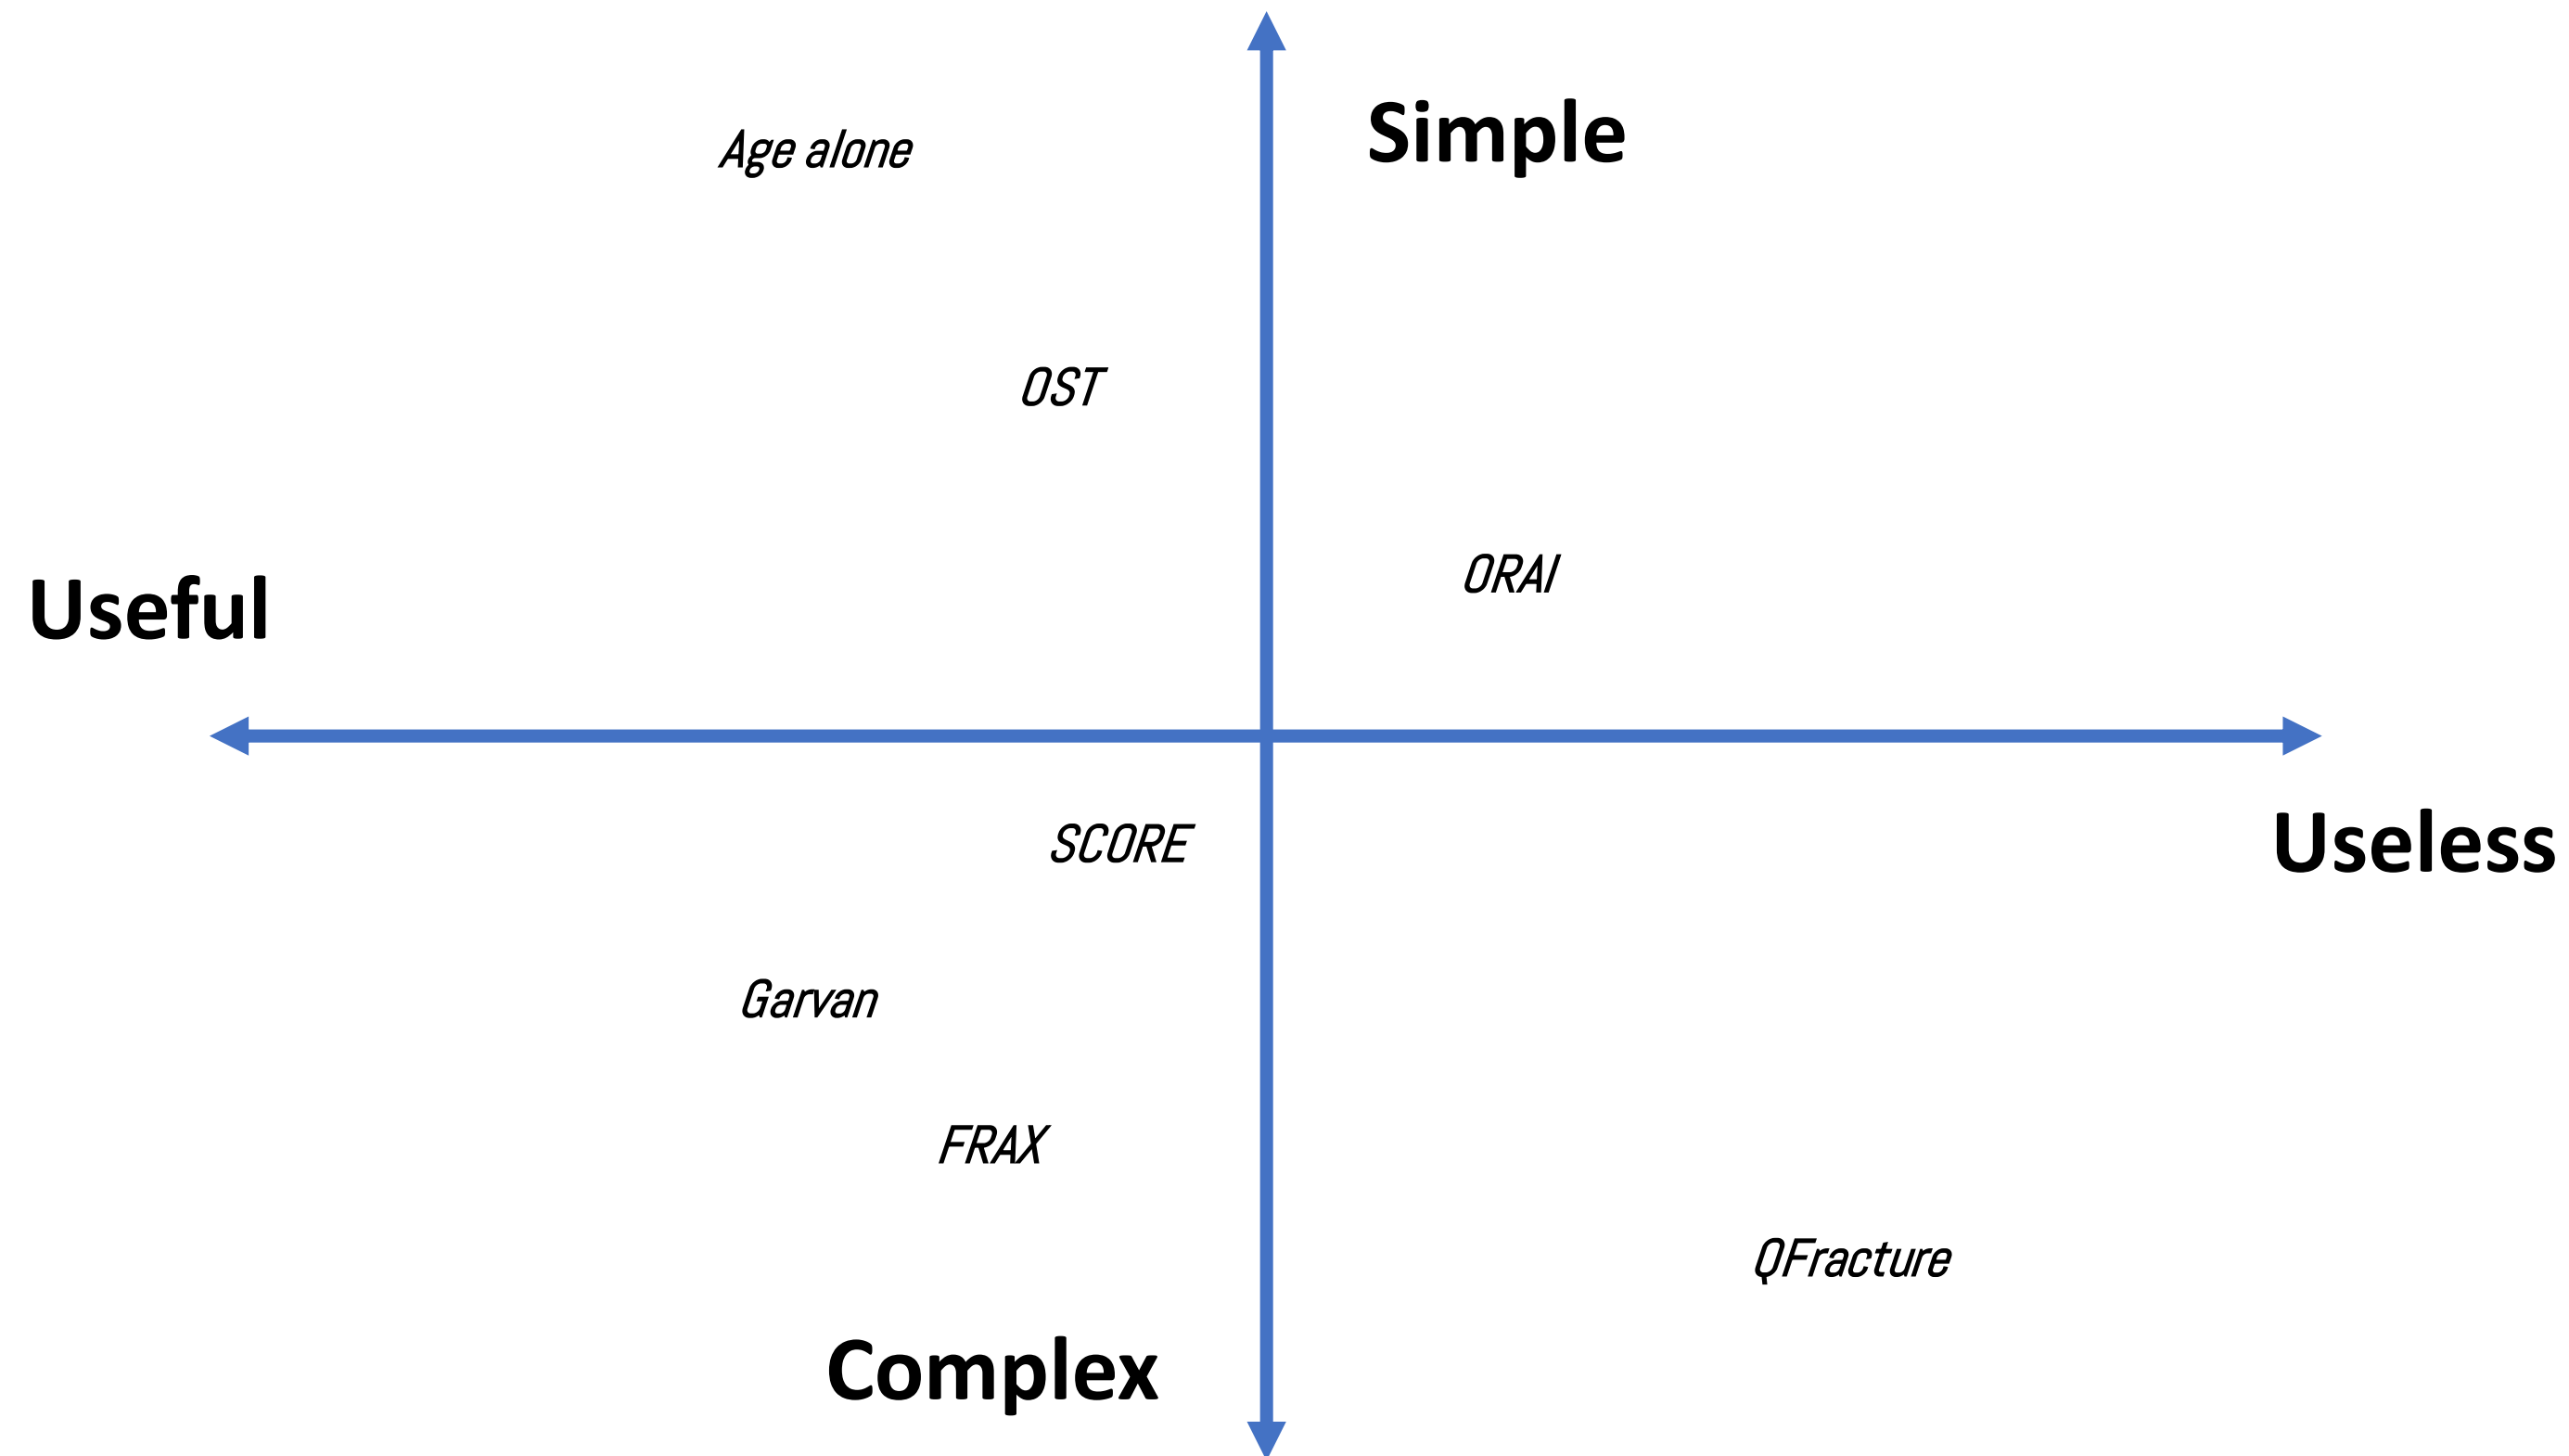 Simple
Age alone
OST
ORAI
Useful
SCORE
Useless
Garvan
FRAX
QFracture
Complex